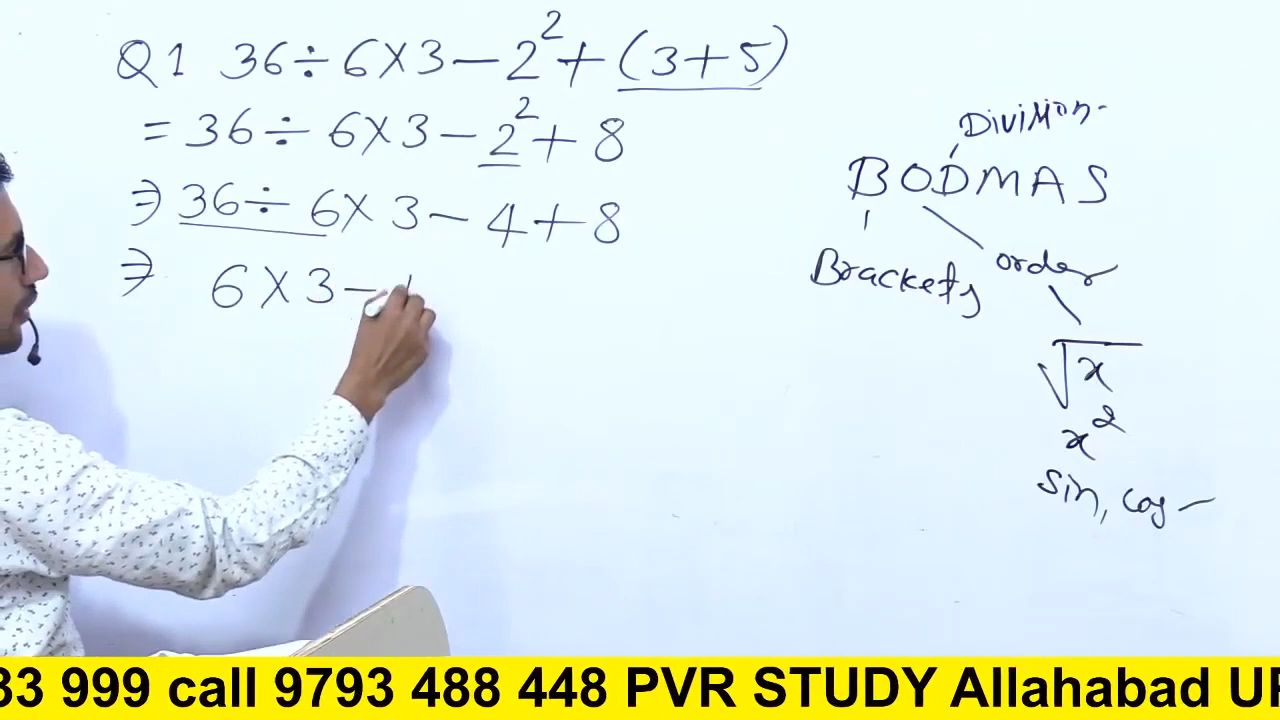 Q1 36÷6×3-2²+(3+5)
=36÷6×3-2²+8
⇒36÷6×3-4+8
⇒ 6×3-
Division
BODMAS
Brackets
order
√x
x²
Sin, Cos -
33 999 call 9793 488 448 PVR STUDY Allahabad UP